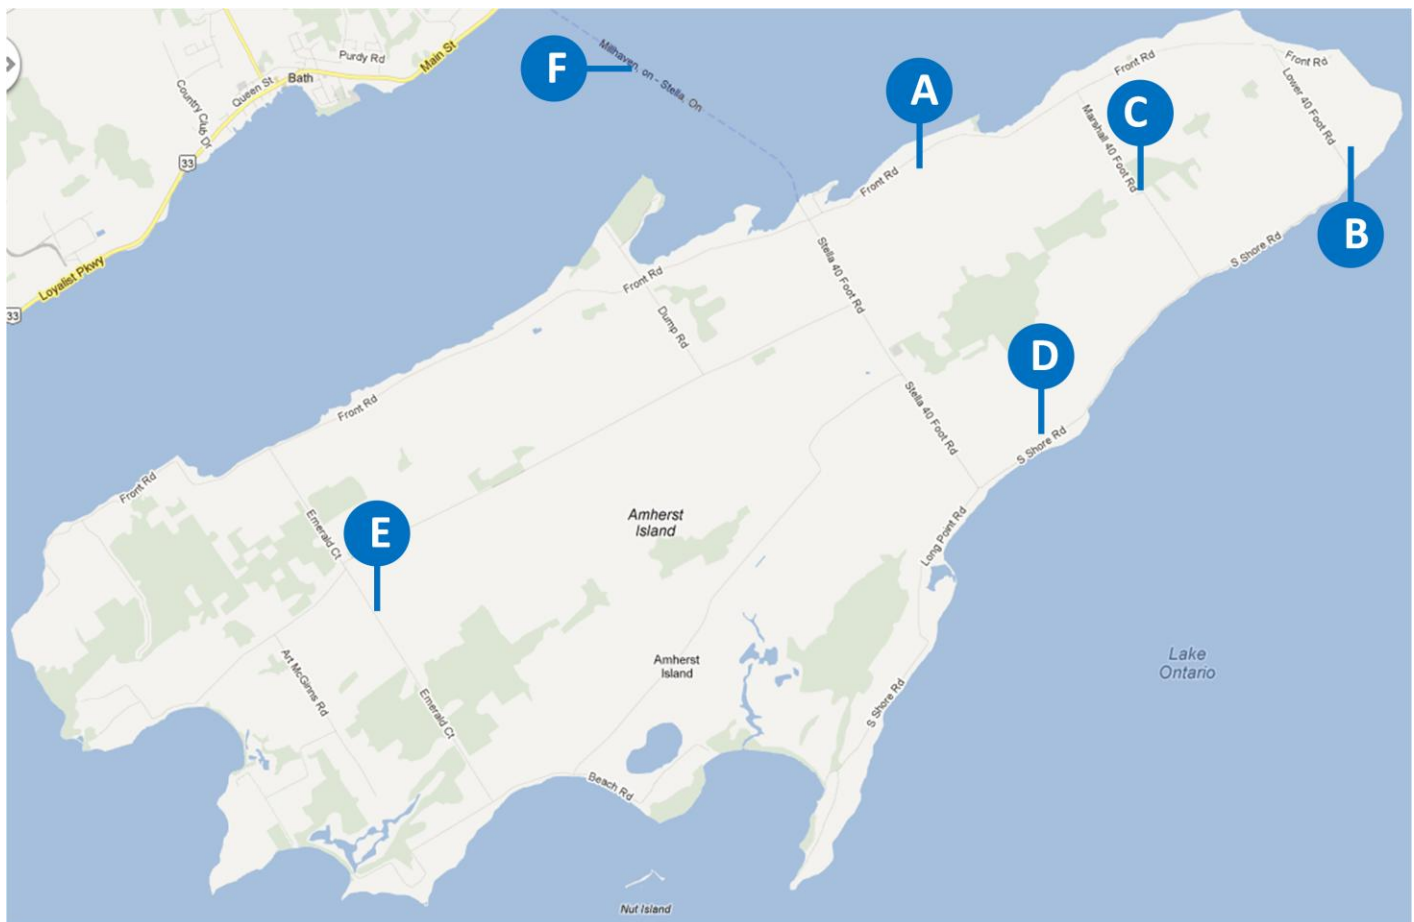 Purdy Rd
Main St
Bath
Queen St
Country Club Dr
33
Loyalist Pkwy
33
F
Millhaven, on - Stella, On
A
Front Rd
C
Front Rd
Lower 40 Foot Rd
Marshall 40 Foot Rd
B
Front Rd
S Shore Rd
Stella 40 Foot Rd
Front Rd
Dump Rd
D
Stella 40 Foot Rd
S Shore Rd
Front Rd
Front Rd
E
Emerald Ct
Amherst
Island
Long Point Rd
Amherst
Island
Lake
Ontario
Art McGinns Rd
Emerald Ct
S Shore Rd
Beach Rd
Nut Island